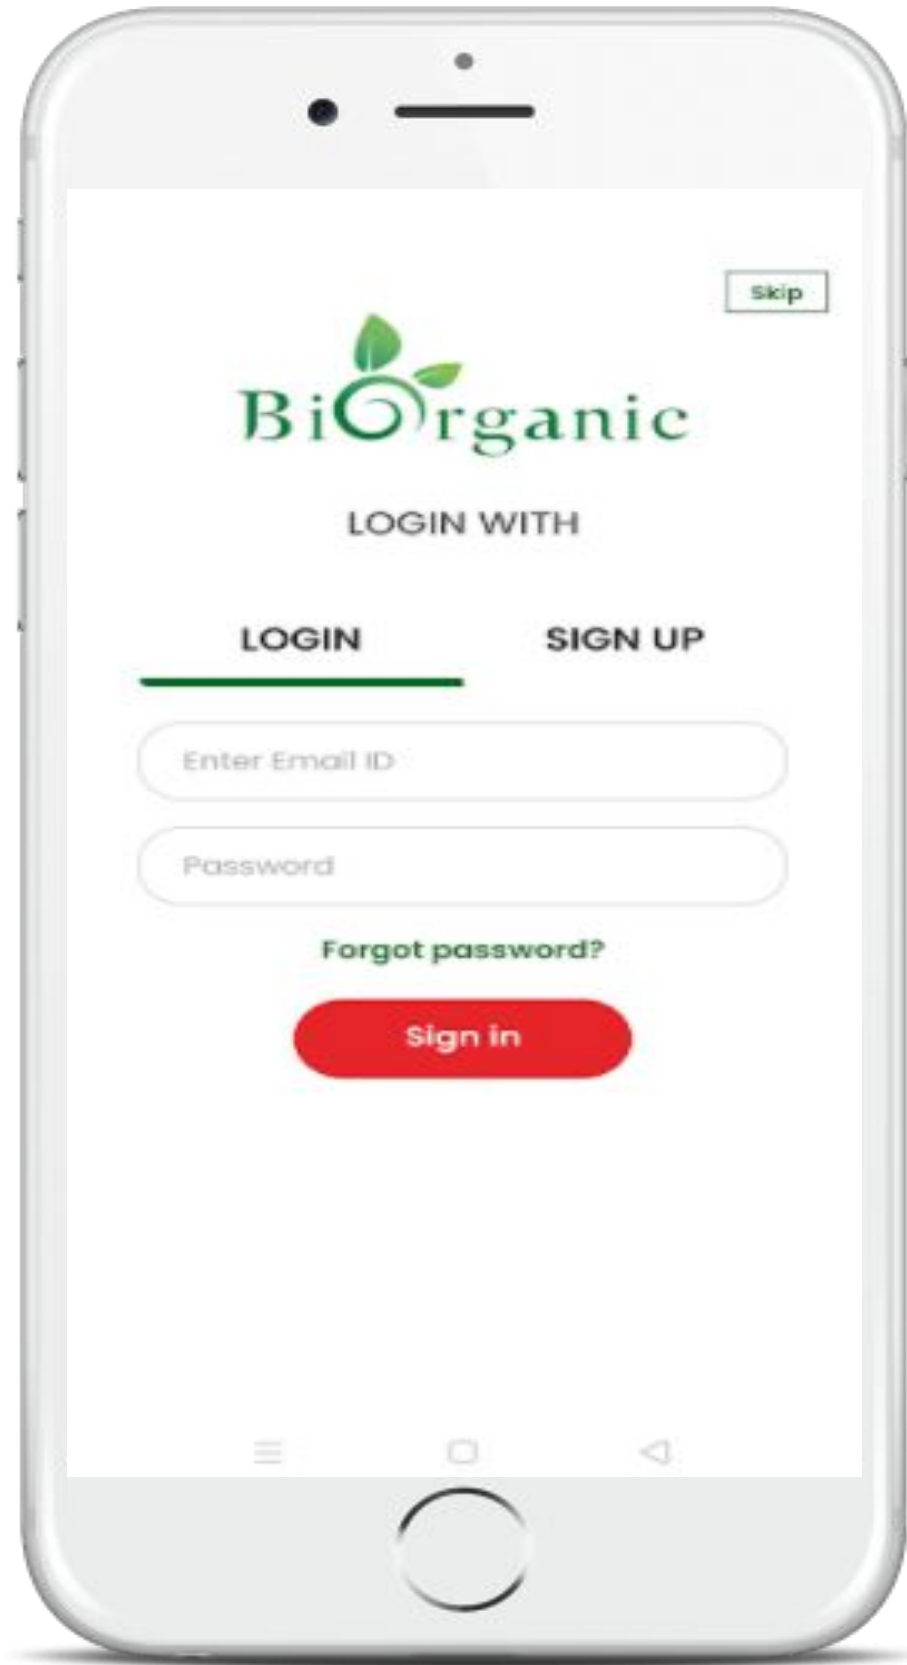 Skip
BiOrganic
LOGIN WITH
LOGIN SIGN UP
Enter Email ID
Password
Forgot password?
Sign in